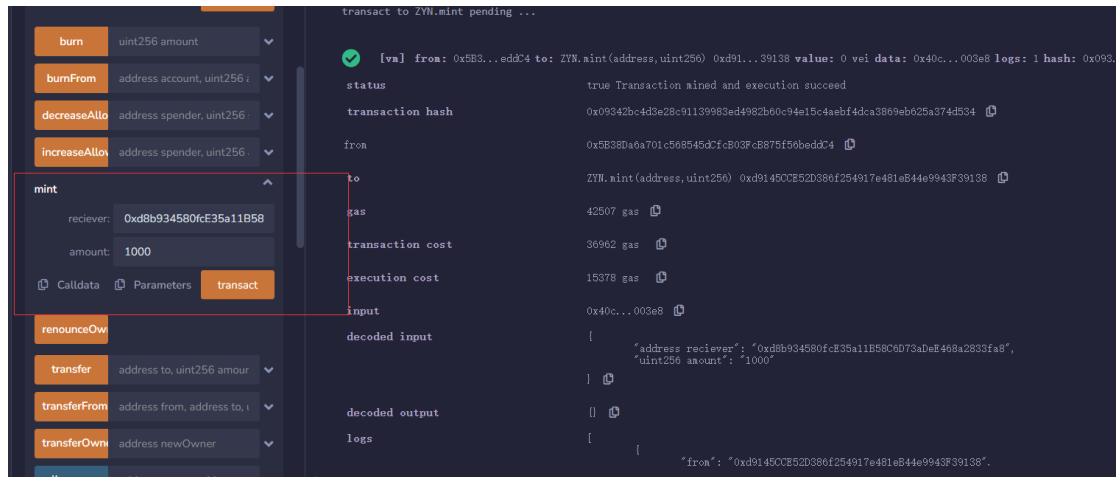 burn uint256 amount
burnFrom address account, uint256 a
decreaseAllo address spender, uint256
increaseAllov address spender, uint256
mint
reciever: 0xd8b934580fcE35a11B58
amount: 1000
Calldata Parameters transact
renounceOw
transfer address to, uint256 amour
transferFrom address from, address to, u
transferOwne address newOwner
transact to ZYN.mint pending ...
[vm] from: 0x5B3...eddC4 to: ZYN.mint(address,uint256) 0xd91...39138 value: 0 wei data: 0x40c...003e8 logs: 1 hash: 0x093.
status true Transaction mined and execution succeed
transaction hash 0x09342bc4d3e28c91139983ed4982b60c94e15c4aebf4dca3869eb625a374d534
from 0x5B38Da6a701c568545dCfcB03FcB875f56beddC4
to ZYN.mint(address,uint256) 0xd9145CCE52D386f254917e481eB44e9943F39138
gas 42507 gas
transaction cost 36962 gas
execution cost 15378 gas
input 0x40c...003e8
decoded input {
"address reciever": "0xd8b934580fcE35a11B58C6D73aDeE468a2833fa8",
"uint256 amount": "1000"
}
decoded output {}
logs [
{
"from": "0xd9145CCE52D386f254917e481eB44e9943F39138",